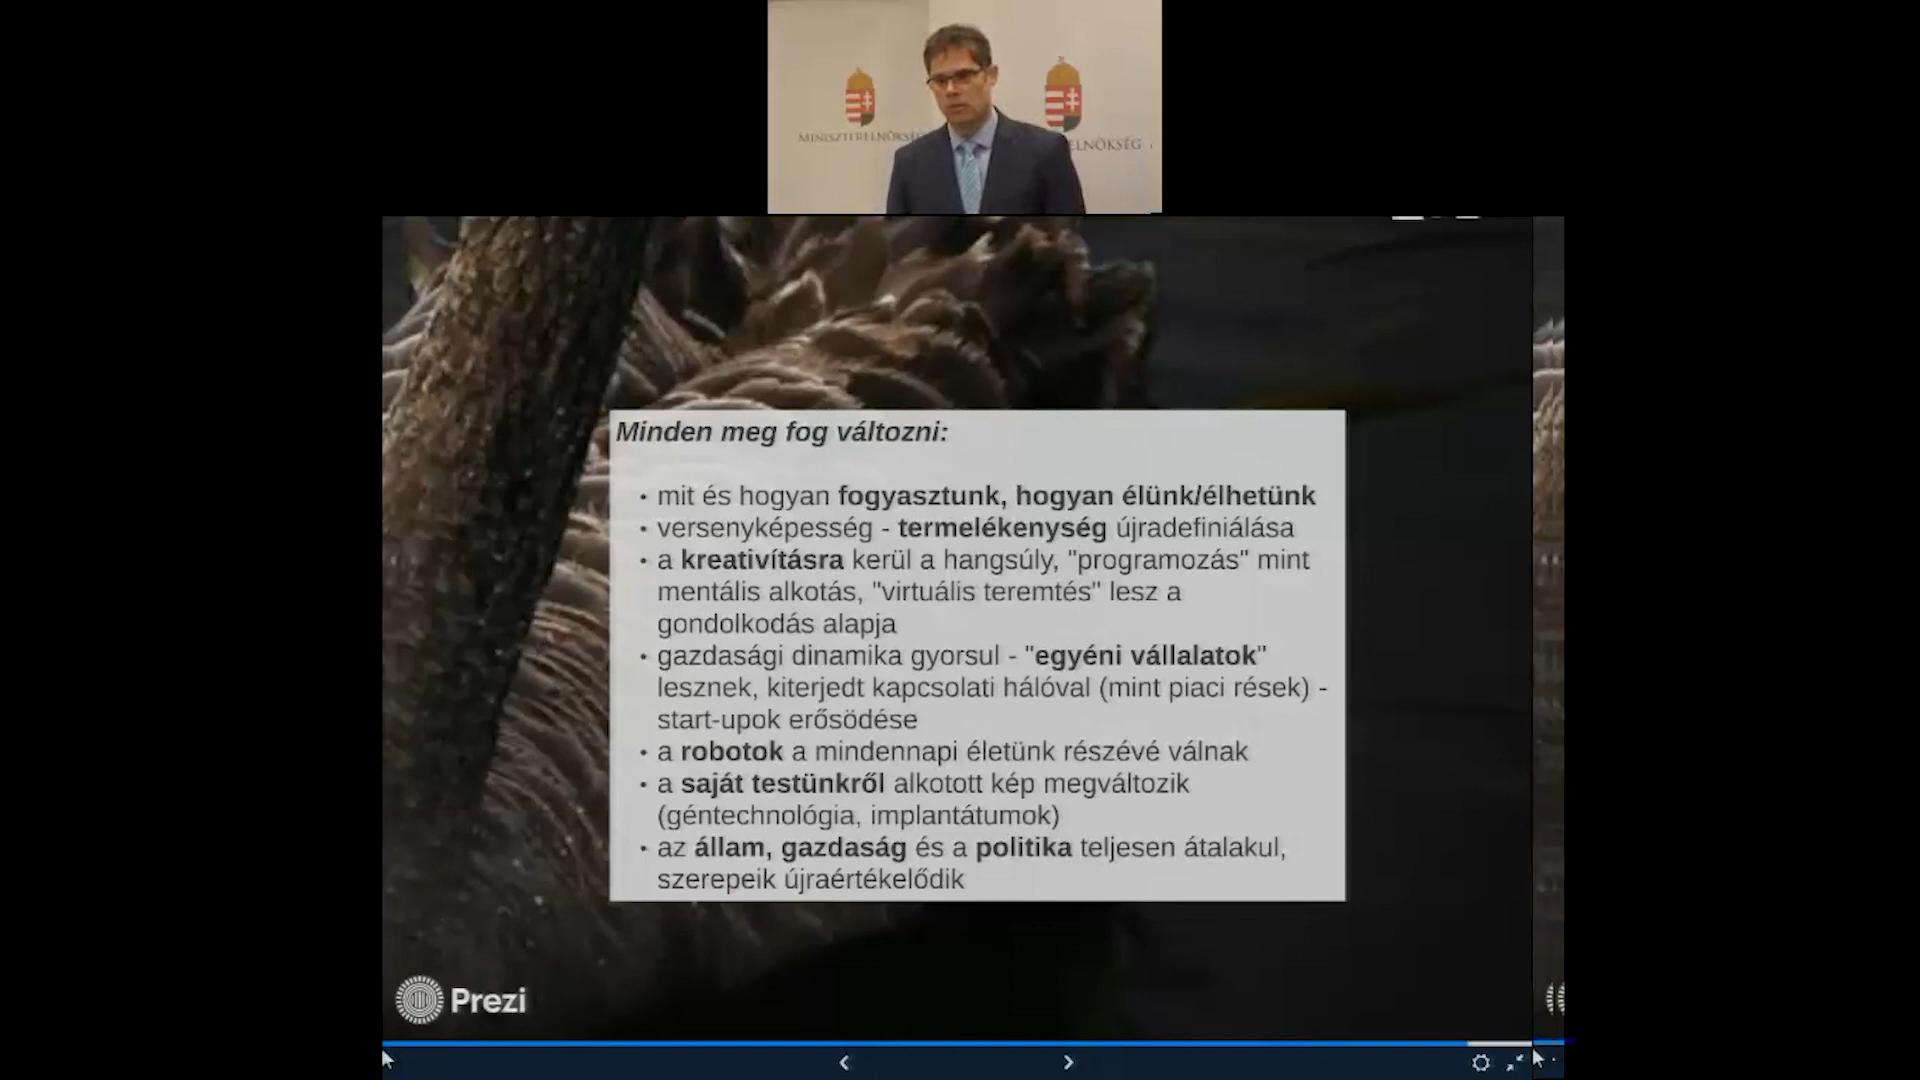 MINISZTERELNÖKSÉG
ELNÖKSÉG
Minden meg fog változni:
• mit és hogyan fogyasztunk, hogyan élünk/élhetünk
• versenyképesség - termelékenység újradefiniálása
• a kreativításra kerül a hangsúly, "programozás" mint
mentális alkotás, "virtuális teremtés" lesz a
gondolkodás alapja
• gazdasági dinamika gyorsul - "egyéni vállalatok"
lesznek, kiterjedt kapcsolati hálóval (mint piaci rések) -
start-upok erősödése
• a robotok a mindennapi életünk részévé válnak
• a saját testünkről alkotott kép megváltozik
(géntechnológia, implantátumok)
• az állam, gazdaság és a politika teljesen átalakul,
szerepeik újraértékelődik
Prezi